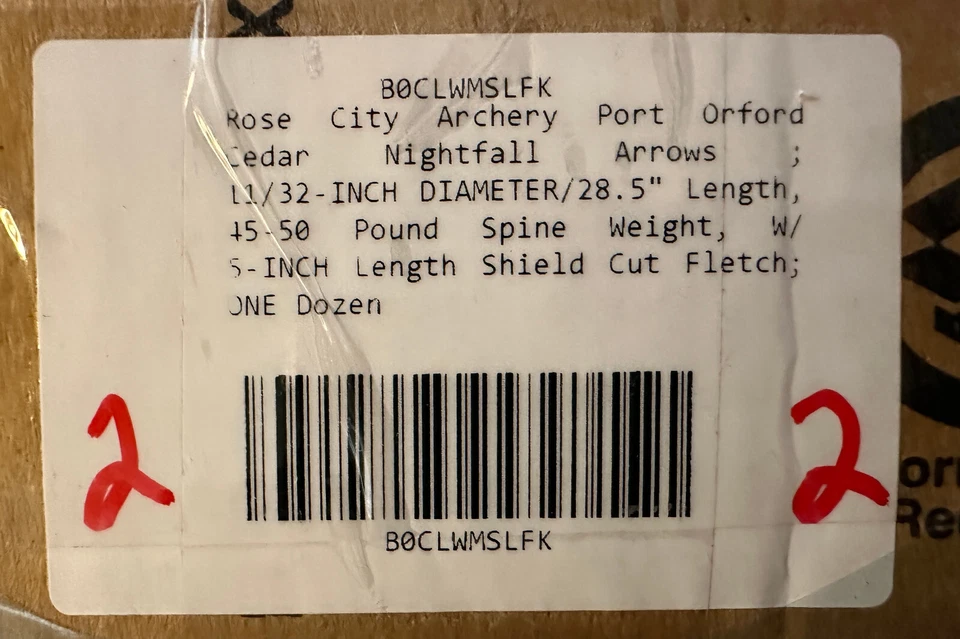 B0CLWMSLFK
Rose City Archery Port Orford
Cedar Nightfall Arrows ;
11/32-INCH DIAMETER/28.5" Length,
45-50 Pound Spine Weight, W/
5-INCH Length Shield Cut Fletch;
ONE Dozen
2 2
B0CLWMSLFK